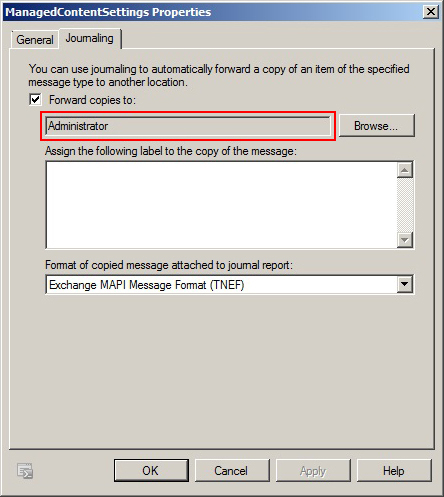 ManagedContentSettings Properties
General
Journaling
You can use journaling to automatically forward a copy of an item of the specified
message type to another location.
Forward copies to:
Administrator
Browse...
Assign the following label to the copy of the message:
Format of copied message attached to journal report:
Exchange MAPI Message Format (TNEF)
OK
Cancel
Apply
Help